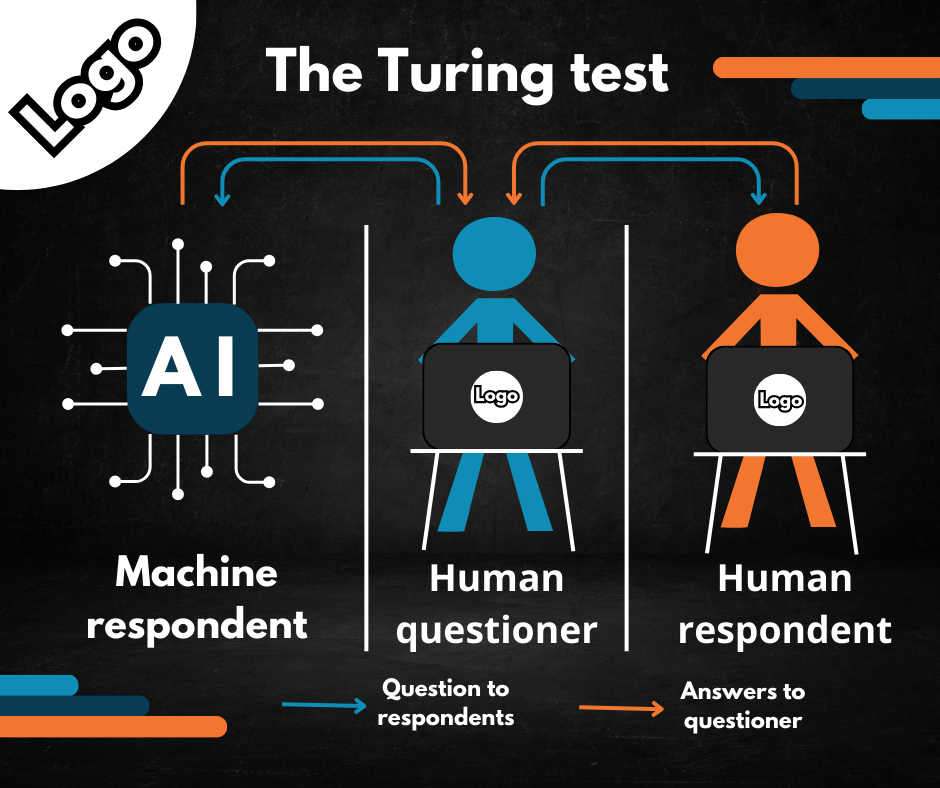 Logo
The Turing test
AI
Logo
Logo
Machine
respondent
Human
questioner
Human
respondent
Question to
respondents
Answers to
questioner